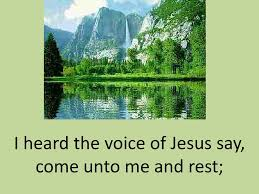 I heard the voice of Jesus say,
come unto me and rest;